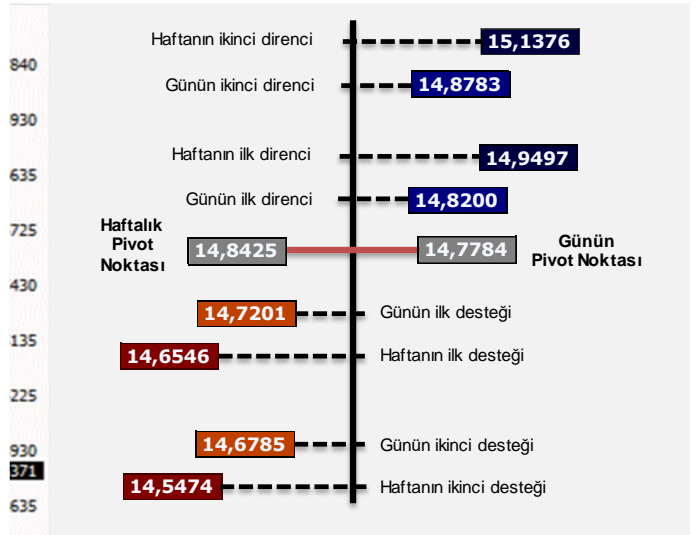 Haftanın ikinci direnci 15,1376
840
Günün ikinci direnci 14,8783
930
Haftanın ilk direnci 14,9497
635
Günün ilk direnci 14,8200
725
Haftalık
Pivot
Noktası
14,8425
14,7784
Günün
Pivot Noktası
430
14,7201 Günün ilk desteği
135
14,6546 Haftanın ilk desteği
225
14,6785 Günün ikinci desteği
930
371
14,5474 Haftanın ikinci desteği
635